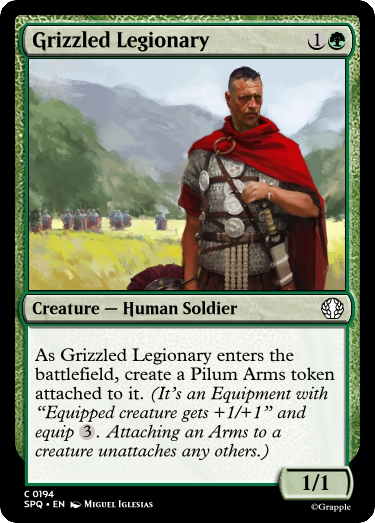 Grizzled Legionary 1
Creature — Human Soldier
As Grizzled Legionary enters the
battlefield, create a Pilum Arms token
attached to it. (It's an Equipment with
“Equipped creature gets +1/+1” and
equip 3. Attaching an Arms to a
creature unattaches any others.)
1/1
C 0194
SPQ • EN Miguel Iglesias
©Grapple